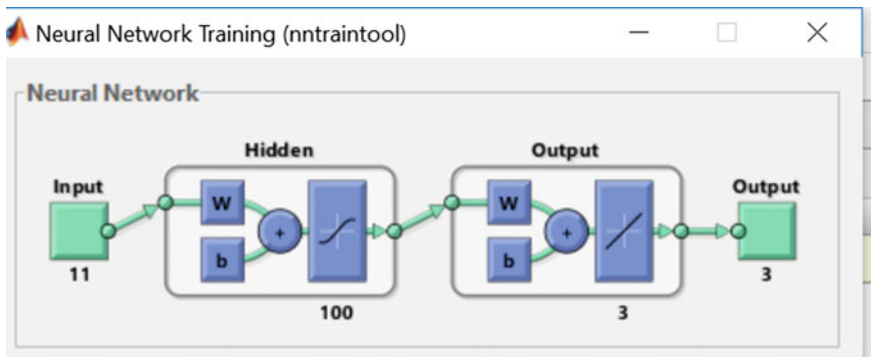 Neural Network Training (nntraintool)
Neural Network
Hidden
Output
Input
Output
W
b
+
W
b
+
11
100
3
3